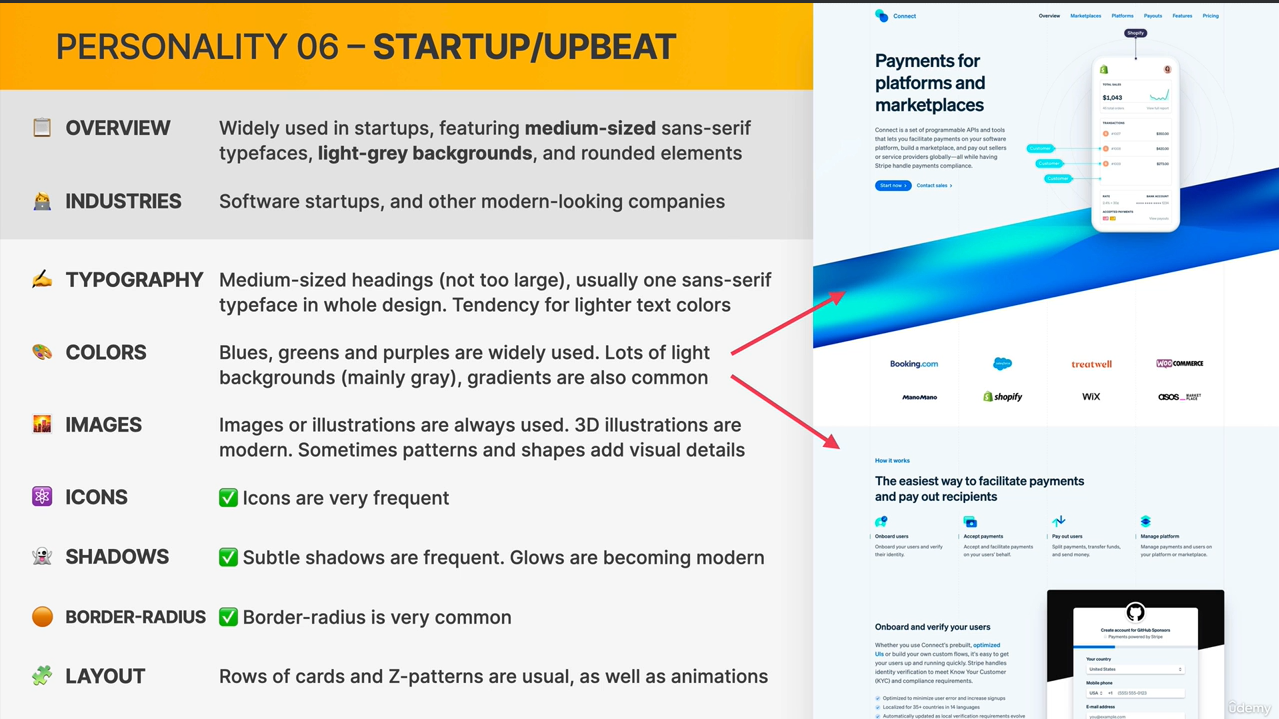 PERSONALITY 06 – STARTUP/UPBEAT
OVERVIEW
Widely used in startups, featuring medium-sized sans-serif
typefaces, light-grey backgrounds, and rounded elements
INDUSTRIES
Software startups, and other modern-looking companies
TYPOGRAPHY
Medium-sized headings (not too large), usually one sans-serif
typeface in whole design. Tendency for lighter text colors
COLORS
Blues, greens and purples are widely used. Lots of light
backgrounds (mainly gray), gradients are also common
IMAGES
Images or illustrations are always used. 3D illustrations are
modern. Sometimes patterns and shapes add visual details
ICONS
Icons are very frequent
SHADOWS
Subtle shadows are frequent. Glows are becoming modern
BORDER-RADIUS
Border-radius is very common
LAYOUT
Rows of cards and Z-patterns are usual, as well as animations
Connect
Overview Marketplaces Platforms Payouts Features Pricing
Shopify
Payments for
platforms and
marketplaces
Connect is a set of programmable APIs and tools
that lets you facilitate payments on your software
platform, build a marketplace, and pay out sellers
or service providers globally—all while having
Stripe handle payments compliance.
Start now Contact sales
TOTAL SALES
$1,043
TRANSACTIONS
Customer
Customer
Customer
RATE
BANK ACCOUNT
ACCEPTED PAYMENTS
Booking.com
salesforce
treatwell
WOO COMMERCE
ManoMano
shopify
WiX
asos MARKET PLACE
How it works
The easiest way to facilitate payments
and pay out recipients
Onboard users
Onboard your users and verify
their identity.
Accept payments
Accept and facilitate payments
on your users' behalf.
Pay out users
Split payments, transfer funds,
and send money.
Manage platform
Manage payments and users on
your platform or marketplace.
Onboard and verify your users
Whether you use Connect's prebuilt, optimized
UIs or build your own custom flows, it's easy to get
your users up and running quickly. Stripe handles
identity verification to meet Know Your Customer
(KYC) and compliance requirements.
Optimized to minimize user error and increase signups
Localized for 35+ countries in 14 languages
Automatically updated as local verification requirements evolve
Create account for GitHub Sponsors
Payments powered by Stripe
Your country
United States
Mobile phone
USA +1 (555) 555-0123
E-mail address
you@example.com
ûdemy